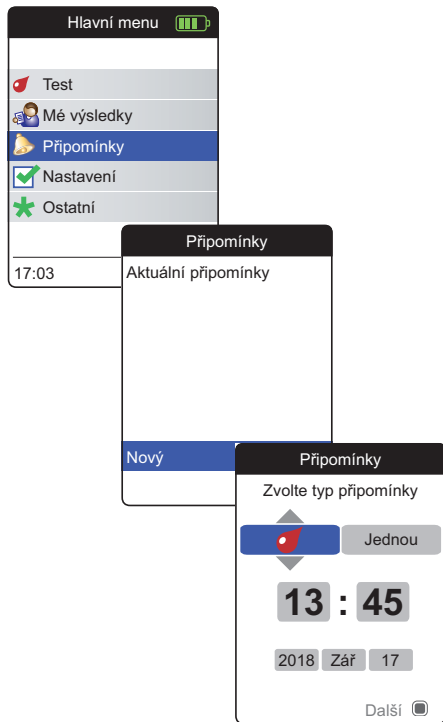 Hlavní menu
Test
Mé výsledky
Připomínky
Nastavení
Ostatní
17:03
Připomínky
Aktuální připomínky
Nový
Připomínky
Zvolte typ připomínky
Jednou
13 : 45
2018 Zář 17
Další